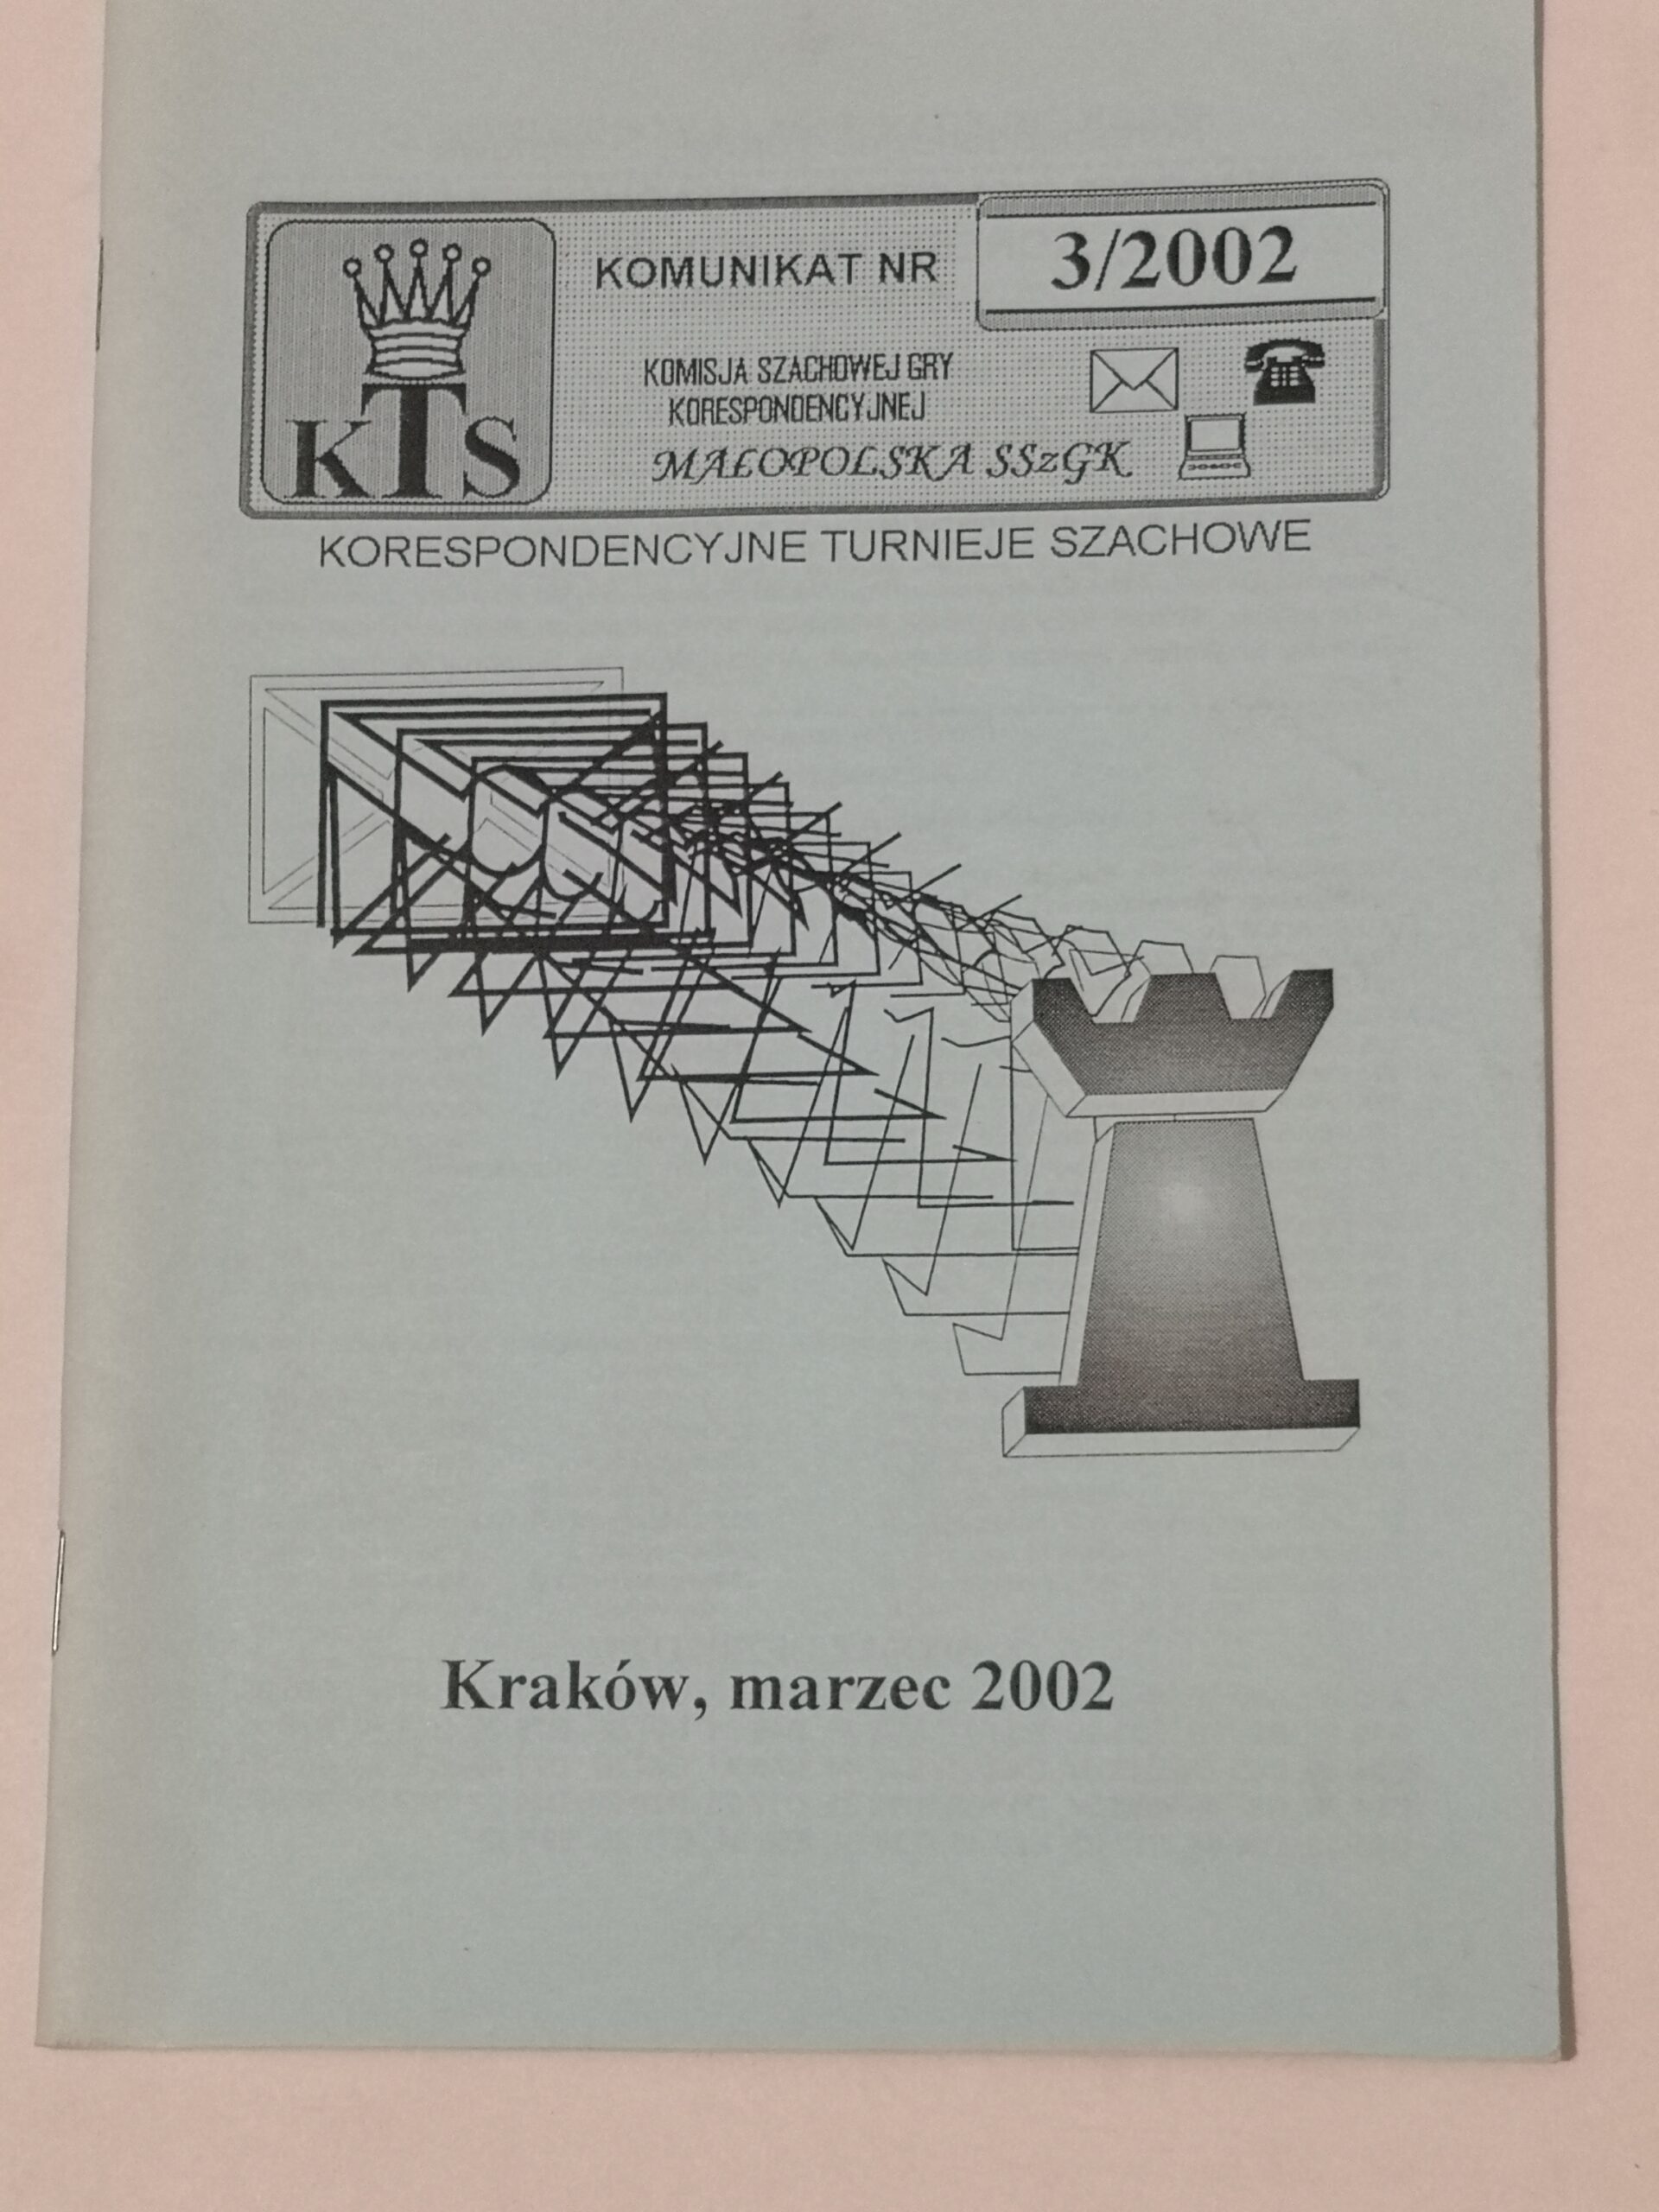 KTS
KOMUNIKAT NR
3/2002
KOMISJA SZACHOWEJ GRY
KORESPONDENCYJNEJ
MAŁOPOLSKA SSzGK
KORESPONDENCYJNE TURNIEJE SZACHOWE
Kraków, marzec 2002